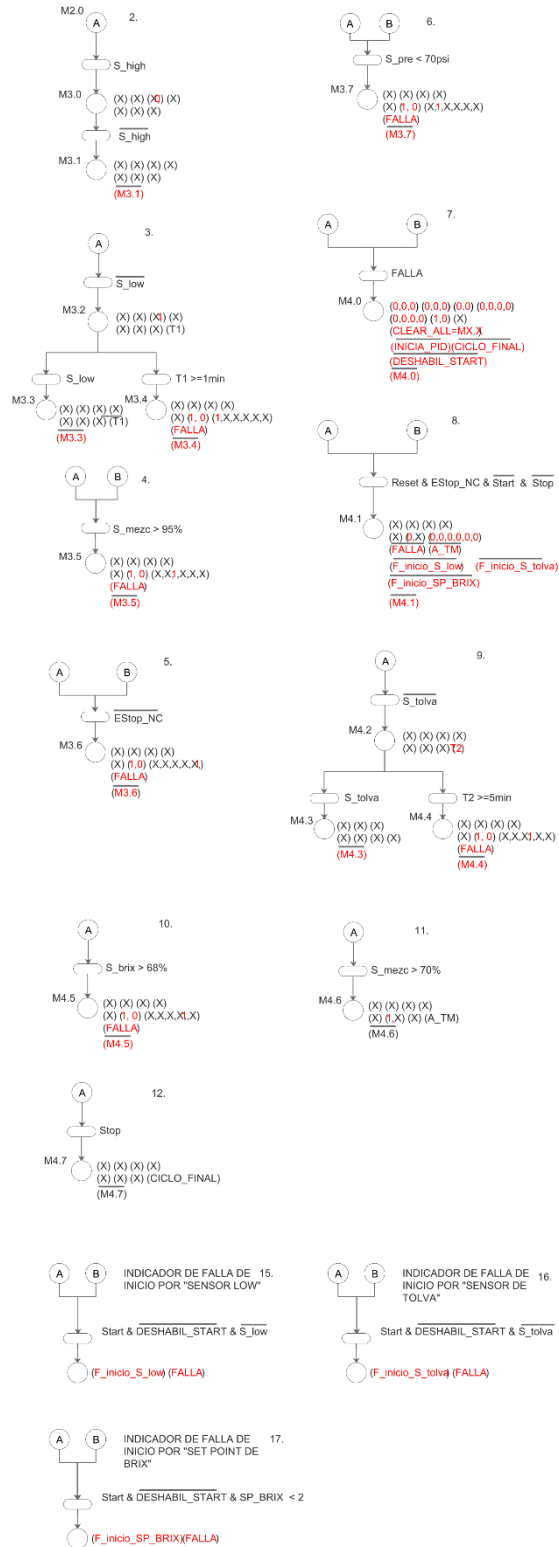 M2.0
A
2.
S_high
M3.0
(X) (X) (X0) (X)
(X) (X) (X)
S_high
M3.1
(X) (X) (X) (X)
(X) (X) (X)
(M3.1)
3.
A
S_low
M3.2
(X) (X) (X1) (X)
(X) (X) (X) (T1)
S_low
T1 >=1min
M3.3
(X) (X) (X) (X)
(X) (X) (X) (T1)
(M3.3)
M3.4
(X) (X) (X) (X)
(X) (1, 0) (1,X,X,X,X,X)
(FALLA)
(M3.4)
4.
A
B
S_mezc > 95%
M3.5
(X) (X) (X) (X)
(X) (1, 0) (X,X,1,X,X,X)
(FALLA)
(M3.5)
5.
A
B
EStop_NC
M3.6
(X) (X) (X) (X)
(X) (1,0) (X,X,X,X,X,1,)
(FALLA)
(M3.6)
6.
A
B
S_pre < 70psi
M3.7
(X) (X) (X) (X)
(X) (1, 0) (X,1,X,X,X,X)
(FALLA)
(M3.7)
7.
A
B
FALLA
M4.0
(0,0,0) (0,0,0) (0,0) (0,0,0,0)
(0,0,0,0) (1,0) (X)
(CLEAR_ALL=MX.X)
(INICIA_PID)(CICLO_FINAL)
(DESHABIL_START)
(M4.0)
8.
A
B
Reset & EStop_NC & Start & Stop
M4.1
(X) (X) (X) (X)
(X) (0,X) (0,0,0,0,0,0)
(FALLA) (A_TM)
(F_inicio_S_low) (F_inicio_S_tolva)
(F_inicio_SP_BRIX)
(M4.1)
9.
A
S_tolva
M4.2
(X) (X) (X) (X)
(X) (X) (X) (T2)
S_tolva
T2 >=5min
M4.3
(X) (X) (X)
(X) (X) (X) (X)
(M4.3)
M4.4
(X) (X) (X) (X)
(X) (1, 0) (X,X,X1,X,X)
(FALLA)
(M4.4)
10.
A
S_brix > 68%
M4.5
(X) (X) (X) (X)
(X) (1, 0) (X,X,X,X1,X)
(FALLA)
(M4.5)
11.
A
S_mezc > 70%
M4.6
(X) (X) (X) (X)
(X) (1,X) (X) (X) (A_TM)
(M4.6)
12.
A
Stop
M4.7
(X) (X) (X) (X)
(X) (X) (X) (CICLO_FINAL)
(M4.7)
A
B
INDICADOR DE FALLA DE 15.
INICIO POR "SENSOR LOW"
Start & DESHABIL_START & S_low
(F_inicio_S_low) (FALLA)
A
B
INDICADOR DE FALLA DE 16.
INICIO POR "SENSOR DE
TOLVA"
Start & DESHABIL_START & S_tolva
(F_inicio_S_tolva) (FALLA)
A
B
INDICADOR DE FALLA DE 17.
INICIO POR "SET POINT DE
BRIX"
Start & DESHABIL_START & SP_BRIX < 2
(F_inicio_SP_BRIX)(FALLA)